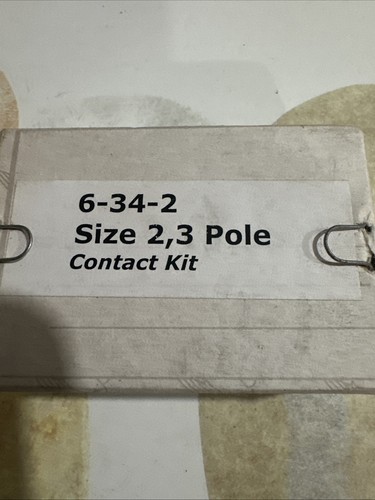 6-34-2
Size 2,3 Pole
Contact Kit